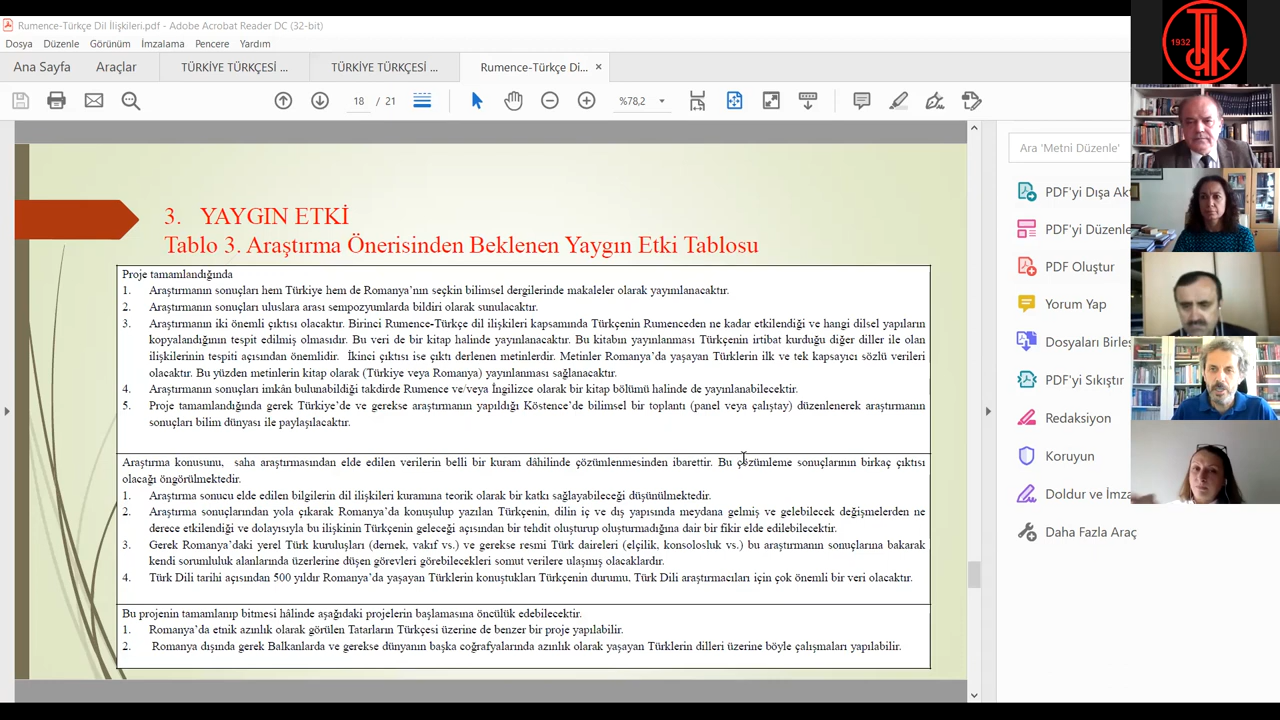 Rumence-Türkçe Dil İlişkileri.pdf - Adobe Acrobat Reader DC (32-bit)
Dosya Düzenle Görünüm İmzalama Pencere Yardım
Ana Sayfa Araçlar TÜRKİYE TÜRKÇESİ ... TÜRKİYE TÜRKÇESİ ... Rumence-Türkçe Di... ×
18 / 21 %78,2
1932
Ara 'Metni Düzenle'
PDF'yi Dışa Akt
PDF'yi Düzenle
PDF Oluştur
Yorum Yap
Dosyaları Birleş
PDF'yi Sıkıştır
Redaksiyon
Koruyun
Doldur ve İmza
Daha Fazla Araç
3. YAYGIN ETKİ
Tablo 3. Araştırma Önerisinden Beklenen Yaygın Etki Tablosu
Proje tamamlandığında
1. Araştırmanın sonuçları hem Türkiye hem de Romanya'nın seçkin bilimsel dergilerinde makaleler olarak yayımlanacaktır.
2. Araştırmanın sonuçları uluslara arası sempozyumlarda bildiri olarak sunulacaktır.
3. Araştırmanın iki önemli çıktısı olacaktır. Birinci Rumence-Türkçe dil ilişkileri kapsamında Türkçenin Rumenceden ne kadar etkilendiği ve hangi dilsel yapıların
kopyalandığının tespit edilmiş olmasıdır. Bu veri de bir kitap halinde yayınlanacaktır. Bu kitabın yayınlanması Türkçenin irtibat kurduğu diğer diller ile olan
ilişkilerinin tespiti açısından önemlidir. İkinci çıktısı ise çıktı derlenen metinlerdir. Metinler Romanya'da yaşayan Türklerin ilk ve tek kapsayıcı sözlü verileri
olacaktır. Bu yüzden metinlerin kitap olarak (Türkiye veya Romanya) yayınlanması sağlanacaktır.
4. Araştırmanın sonuçları imkân bulunabildiği takdirde Rumence ve/veya İngilizce olarak bir kitap bölümü halinde de yayınlanabilecektir.
5. Proje tamamlandığında gerek Türkiye'de ve gerekse araştırmanın yapıldığı Köstence'de bilimsel bir toplantı (panel veya çalıştay) düzenlenerek araştırmanın
sonuçları bilim dünyası ile paylaşılacaktır.
Araştırma konusunu, saha araştırmasından elde edilen verilerin belli bir kuram dâhilinde çözümlenmesinden ibarettir. Bu çözümleme sonuçlarının birkaç çıktısı
olacağı öngörülmektedir.
1. Araştırma sonucu elde edilen bilgilerin dil ilişkileri kuramına teorik olarak bir katkı sağlayabileceği düşünülmektedir.
2. Araştırma sonuçlarından yola çıkarak Romanya'da konuşulup yazılan Türkçenin, dilin iç ve dış yapısında meydana gelmiş ve gelebilecek değişmelerden ne
derece etkilendiği ve dolayısıyla bu ilişkinin Türkçenin geleceği açısından bir tehdit oluşturup oluşturmadığına dair bir fikir elde edilebilecektir.
3. Gerek Romanya'daki yerel Türk kuruluşları (dernek, vakıf vs.) ve gerekse resmi Türk daireleri (elçilik, konsolosluk vs.) bu araştırmanın sonuçlarına bakarak
kendi sorumluluk alanlarında üzerlerine düşen görevleri görebilecekleri somut verilere ulaşmış olacaklardır.
4. Türk Dili tarihi açısından 500 yıldır Romanya'da yaşayan Türklerin konuştukları Türkçenin durumu, Türk Dili araştırmacıları için çok önemli bir veri olacaktır.
Bu projenin tamamlanıp bitmesi hâlinde aşağıdaki projelerin başlamasına öncülük edebilecektir.
1. Romanya'da etnik azınlık olarak görülen Tatarların Türkçesi üzerine de benzer bir proje yapılabilir.
2. Romanya dışında gerek Balkanlarda ve gerekse dünyanın başka coğrafyalarında azınlık olarak yaşayan Türklerin dilleri üzerine böyle çalışmaları yapılabilir.